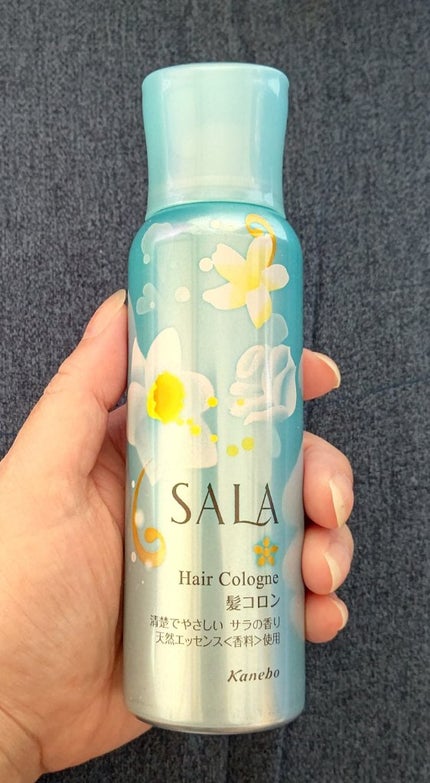 SALA
Hair Cologne
髪コロン
清楚でやさしい サラの香り
天然エッセンス<香料>使用
Kanebo